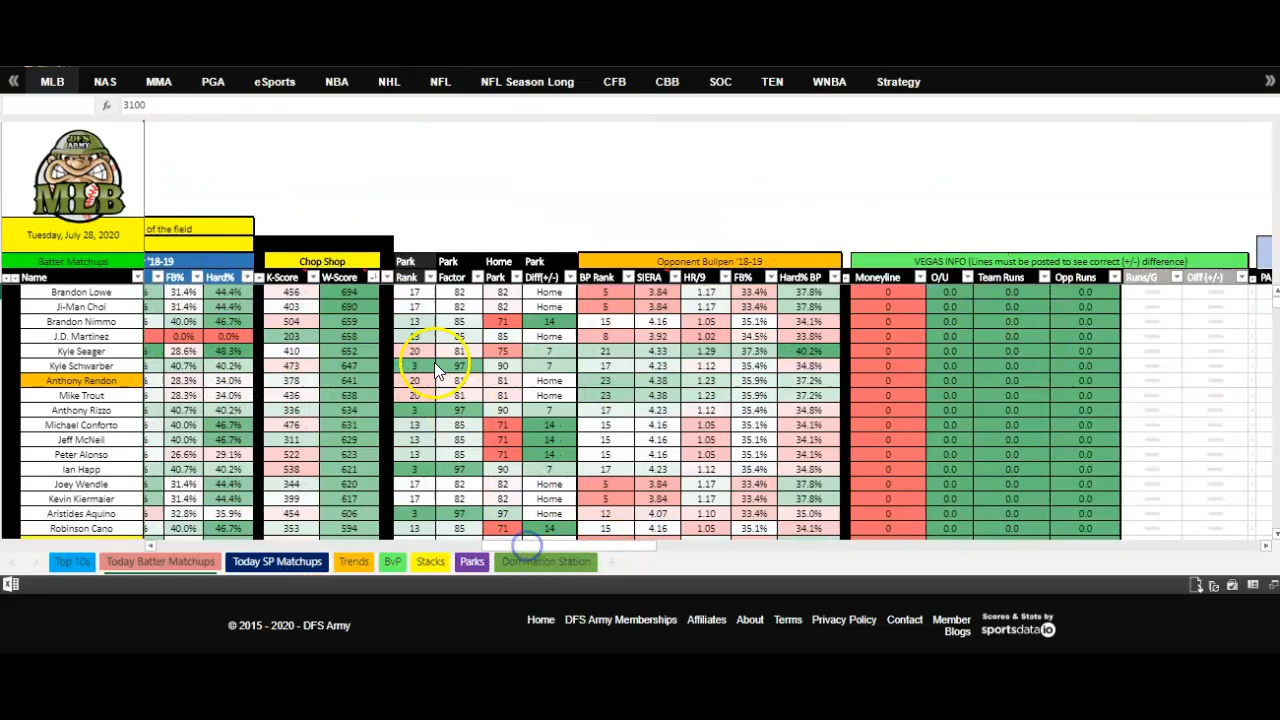 MLB NAS MMA PGA eSports NBA NHL NFL NFL Season Long CFB CBB SOC TEN WNBA Strategy
fx 3100
DFS ARMY
MLB
Tuesday, July 28, 2020 of the field
Batter Matchups '18-19 Chop Shop Park Park Home Park Opponent Bullpen '18-19 VEGAS INFO (Lines must be posted to see correct (+/-) difference)
Name FB% Hard% K-Score W-Score Rank Factor Park Diff(+/-) BP Rank SIERA HR/9 FB% Hard% BP Moneyline O/U Team Runs Opp Runs Runs/G Diff (+/-) PA
Brandon Lowe 31.4% 44.4% 456 694 17 82 82 Home 5 3.84 1.17 33.4% 37.8% 0 0.0 0.0 0.0
Ji-Man Choi 31.4% 44.4% 403 690 17 82 82 Home 5 3.84 1.17 33.4% 37.8% 0 0.0 0.0 0.0
Brandon Nimmo 40.0% 46.7% 504 659 13 85 71 14 15 4.16 1.05 35.1% 34.1% 0 0.0 0.0 0.0
J.D. Martinez 0.0% 0.0% 203 658 13 85 85 Home 8 3.92 1.02 34.5% 33.8% 0 0.0 0.0 0.0
Kyle Seager % 28.6% 48.3% 410 652 20 81 75 7 21 4.33 1.29 37.3% 40.2% 0 0.0 0.0 0.0
Kyle Schwarber % 40.7% 40.2% 473 647 3 97 90 7 17 4.23 1.12 35.4% 34.8% 0 0.0 0.0 0.0
Anthony Rendon % 28.3% 34.0% 378 641 20 81 81 Home 23 4.38 1.23 35.9% 37.2% 0 0.0 0.0 0.0
Mike Trout % 28.3% 34.0% 436 638 20 81 81 Home 23 4.38 1.23 35.9% 37.2% 0 0.0 0.0 0.0
Anthony Rizzo % 40.7% 40.2% 336 634 3 97 90 7 17 4.23 1.12 35.4% 34.8% 0 0.0 0.0 0.0
Michael Conforto % 40.0% 46.7% 476 631 13 85 71 14 15 4.16 1.05 35.1% 34.1% 0 0.0 0.0 0.0
Jeff McNeil % 40.0% 46.7% 311 629 13 85 71 14 15 4.16 1.05 35.1% 34.1% 0 0.0 0.0 0.0
Peter Alonso % 26.6% 29.1% 522 623 13 85 71 14 15 4.16 1.05 35.1% 34.1% 0 0.0 0.0 0.0
Ian Happ % 40.7% 40.2% 538 621 3 97 90 7 17 4.23 1.12 35.4% 34.8% 0 0.0 0.0 0.0
Joey Wendle % 31.4% 44.4% 344 620 17 82 82 Home 5 3.84 1.17 33.4% 37.8% 0 0.0 0.0 0.0
Kevin Kiermaier % 31.4% 44.4% 399 617 17 82 82 Home 5 3.84 1.17 33.4% 37.8% 0 0.0 0.0 0.0
Aristides Aquino % 32.8% 35.9% 454 606 3 97 97 Home 12 4.07 1.10 33.4% 35.0% 0 0.0 0.0 0.0
Robinson Cano % 40.0% 46.7% 353 594 13 85 71 14 15 4.16 1.05 35.1% 34.1% 0 0.0 0.0 0.0
Top 10s Today Batter Matchups Today SP Matchups Trends BvP Stacks Parks Domination Station
© 2015 - 2020 - DFS Army Home DFS Army Memberships Affiliates About Terms Privacy Policy Contact Member Blogs Scores & Stats by sportsdata io